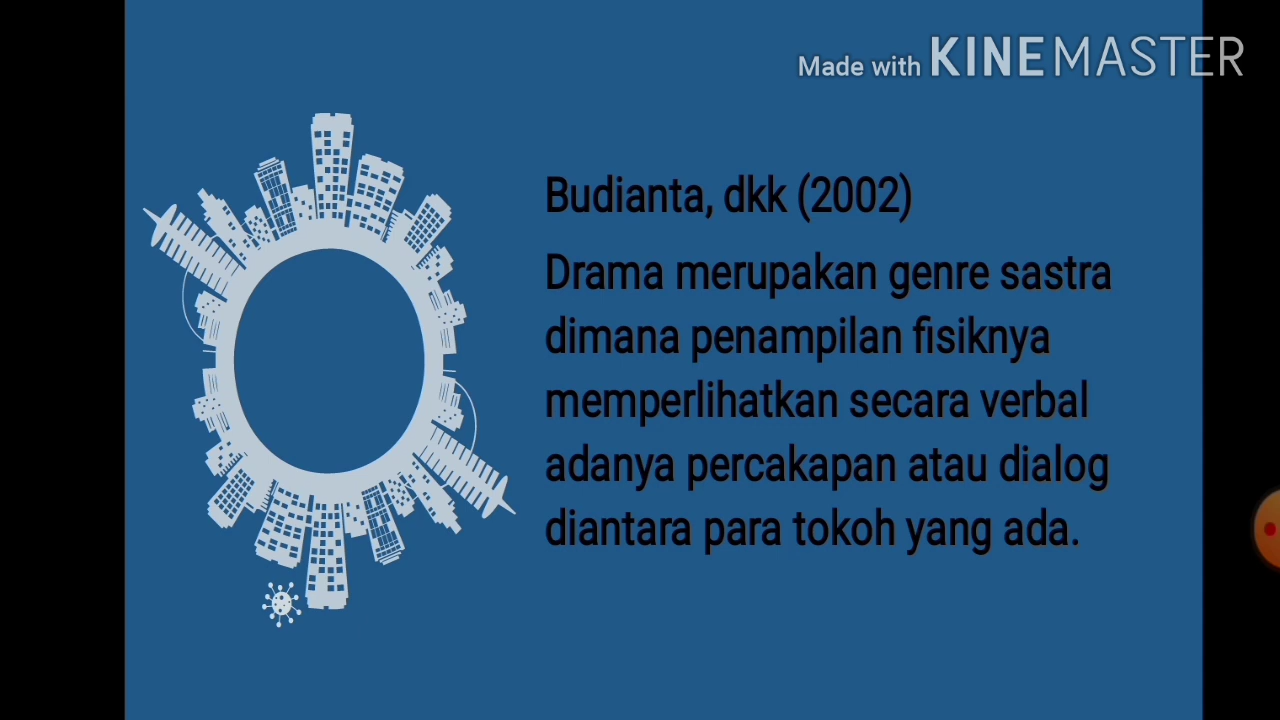 Made with KINEMASTER
Budianta, dkk (2002)
Drama merupakan genre sastra
dimana penampilan fisiknya
memperlihatkan secara verbal
adanya percakapan atau dialog
diantara para tokoh yang ada.